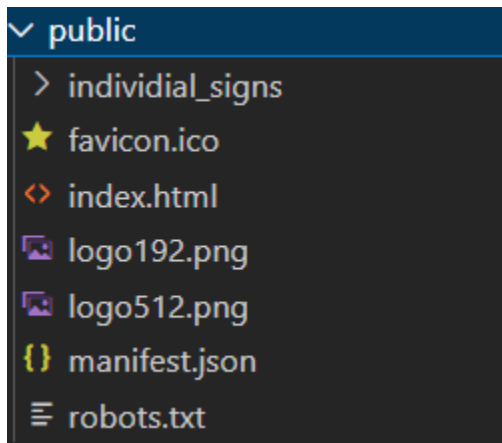 public
individial_signs
favicon.ico
index.html
logo192.png
logo512.png
manifest.json
robots.txt